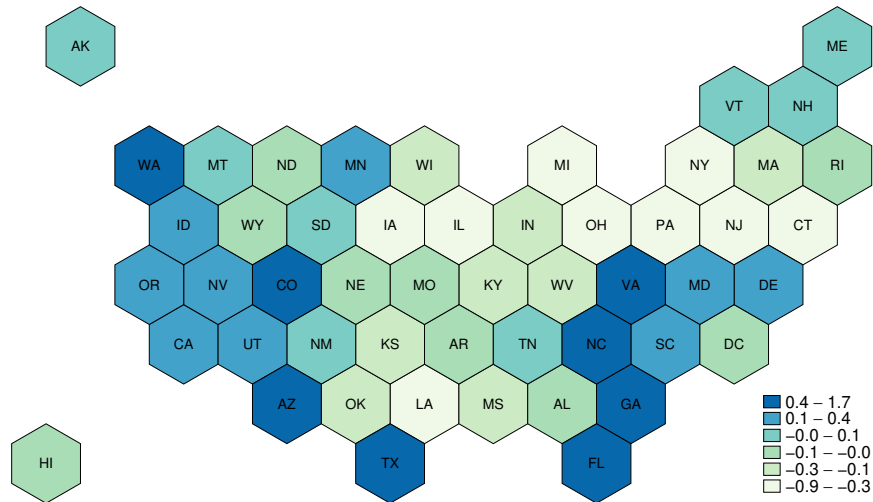 AK ME
VT NH
WA MT ND MN WI MI NY MA RI
ID WY SD IA IL IN OH PA NJ CT
OR NV CO NE MO KY WV VA MD DE
CA UT NM KS AR TN NC SC DC
AZ OK LA MS AL GA
HI TX FL
0.4 – 1.7
0.1 – 0.4
−0.0 – 0.1
−0.1 – −0.0
−0.3 – −0.1
−0.9 – −0.3